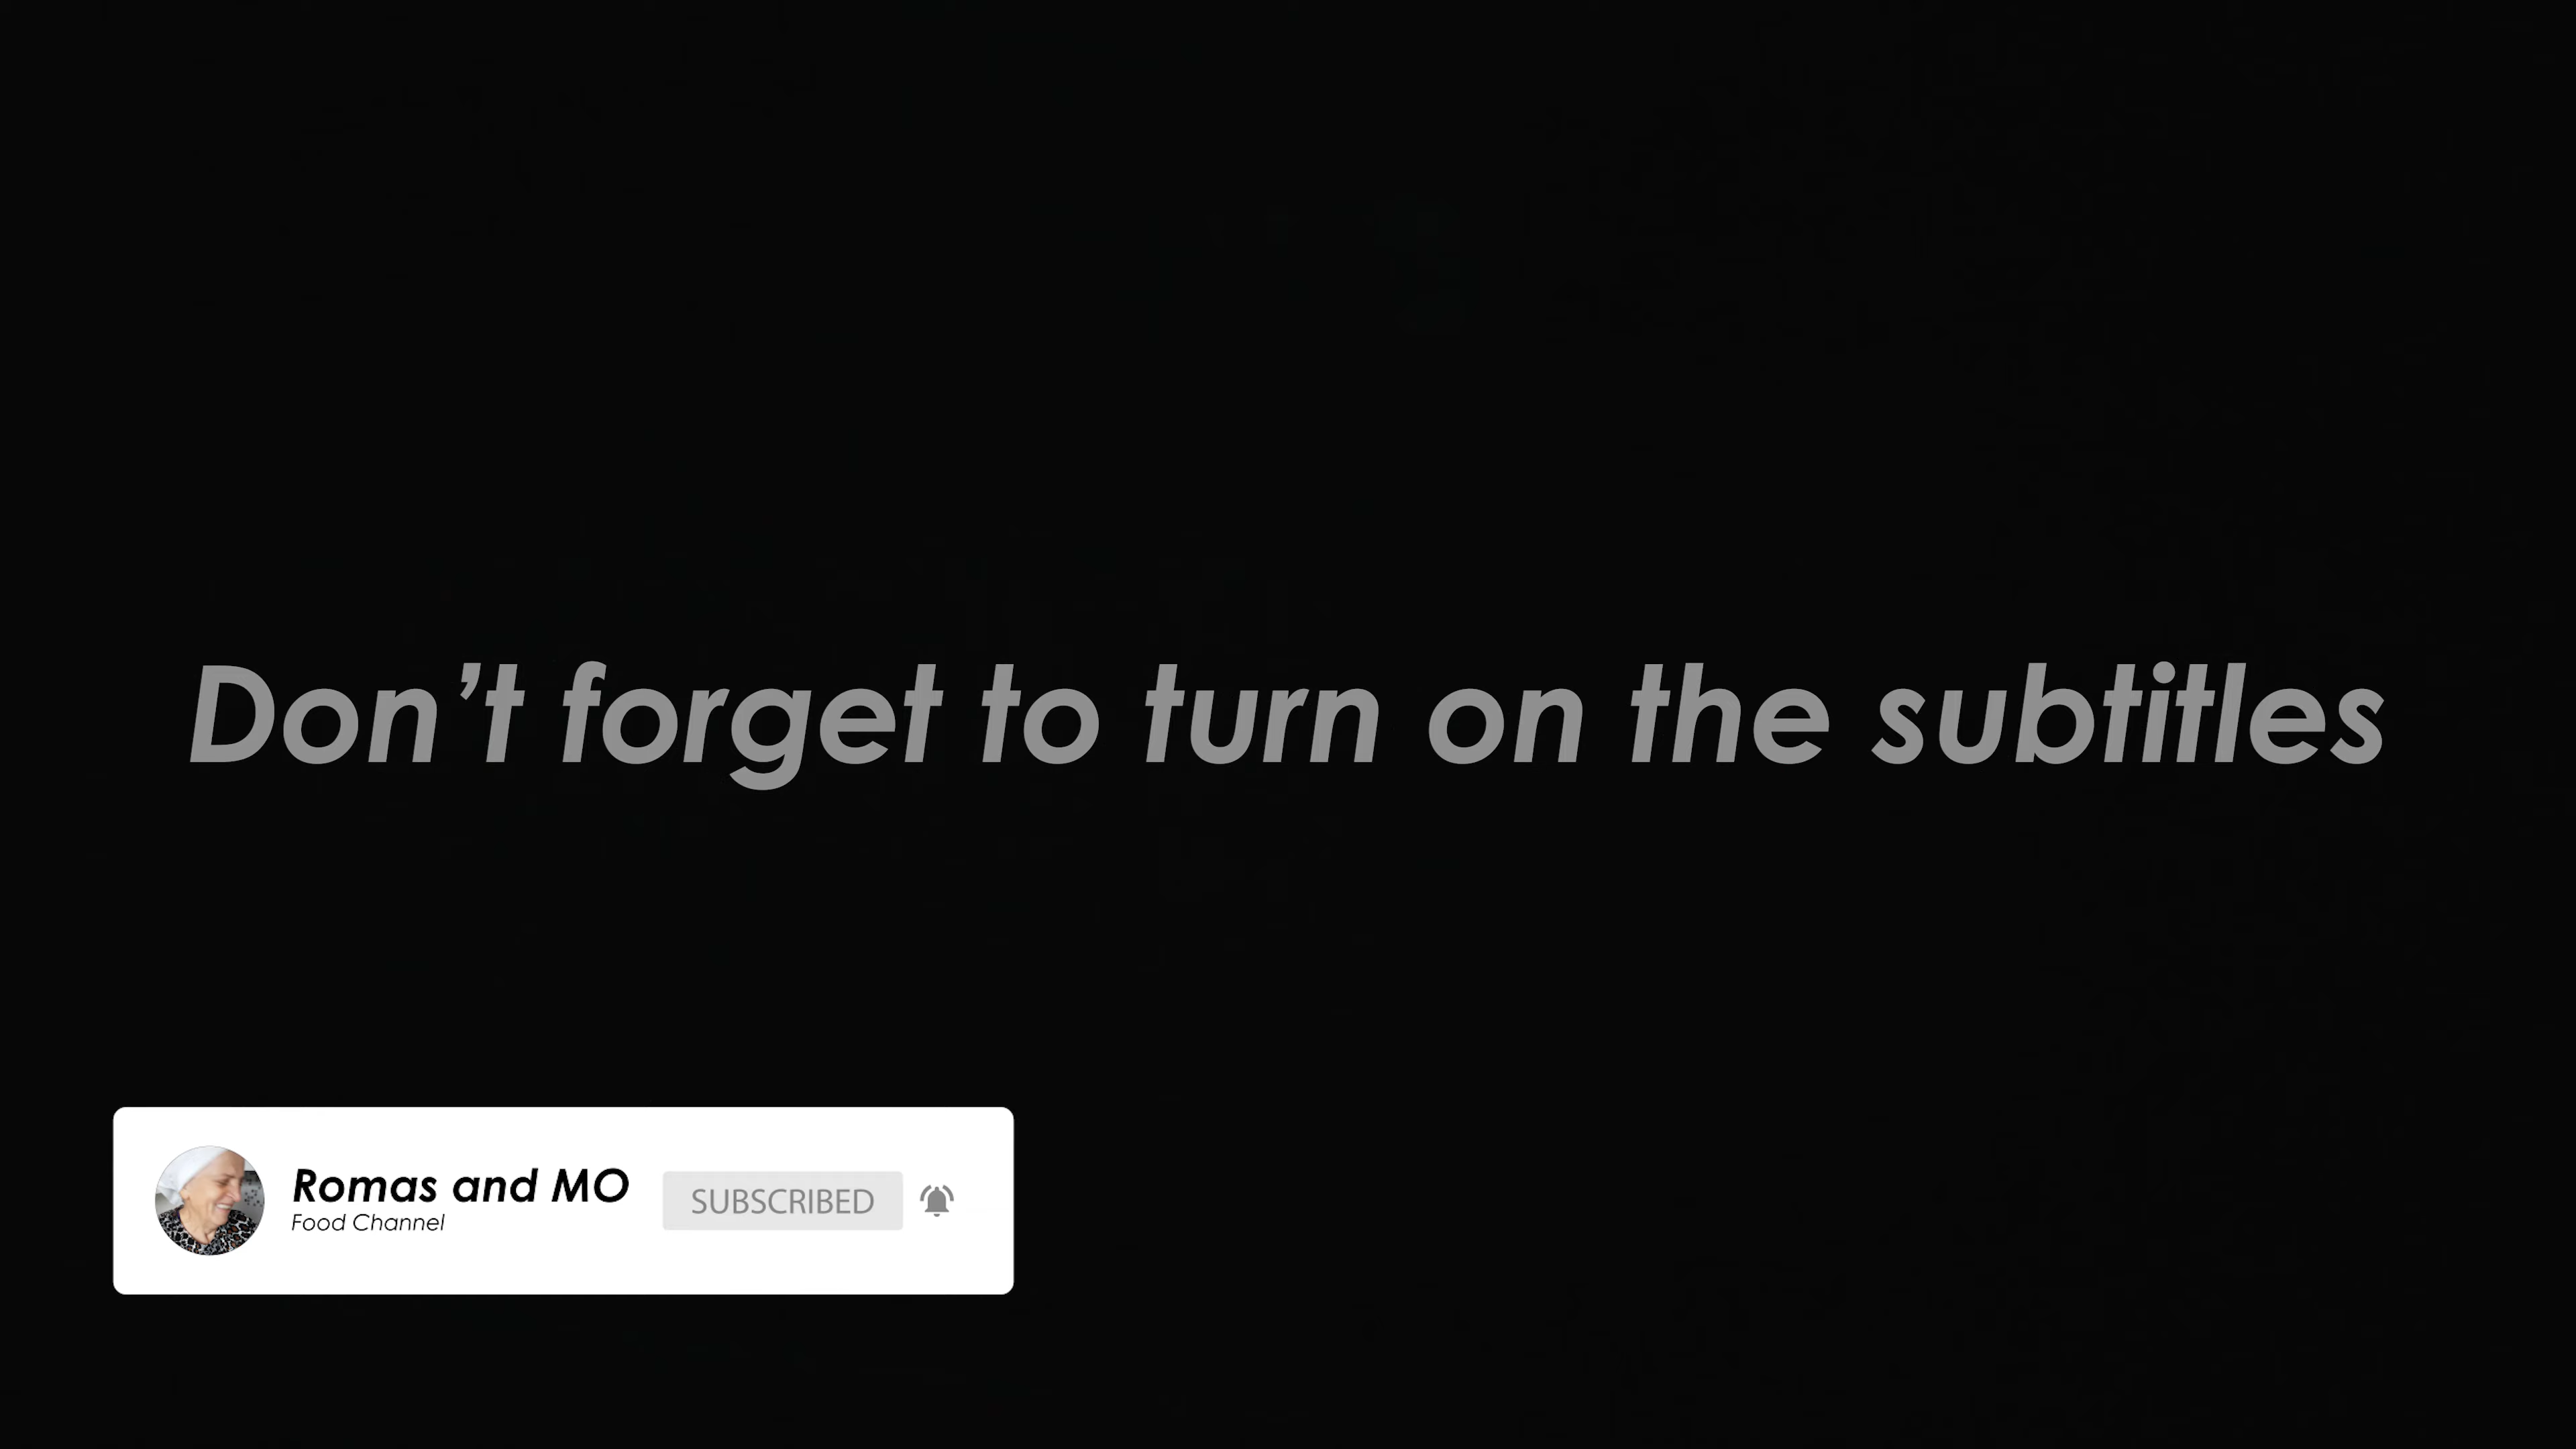 Don’t forget to turn on the subtitles
Romas and MO
Food Channel
SUBSCRIBED